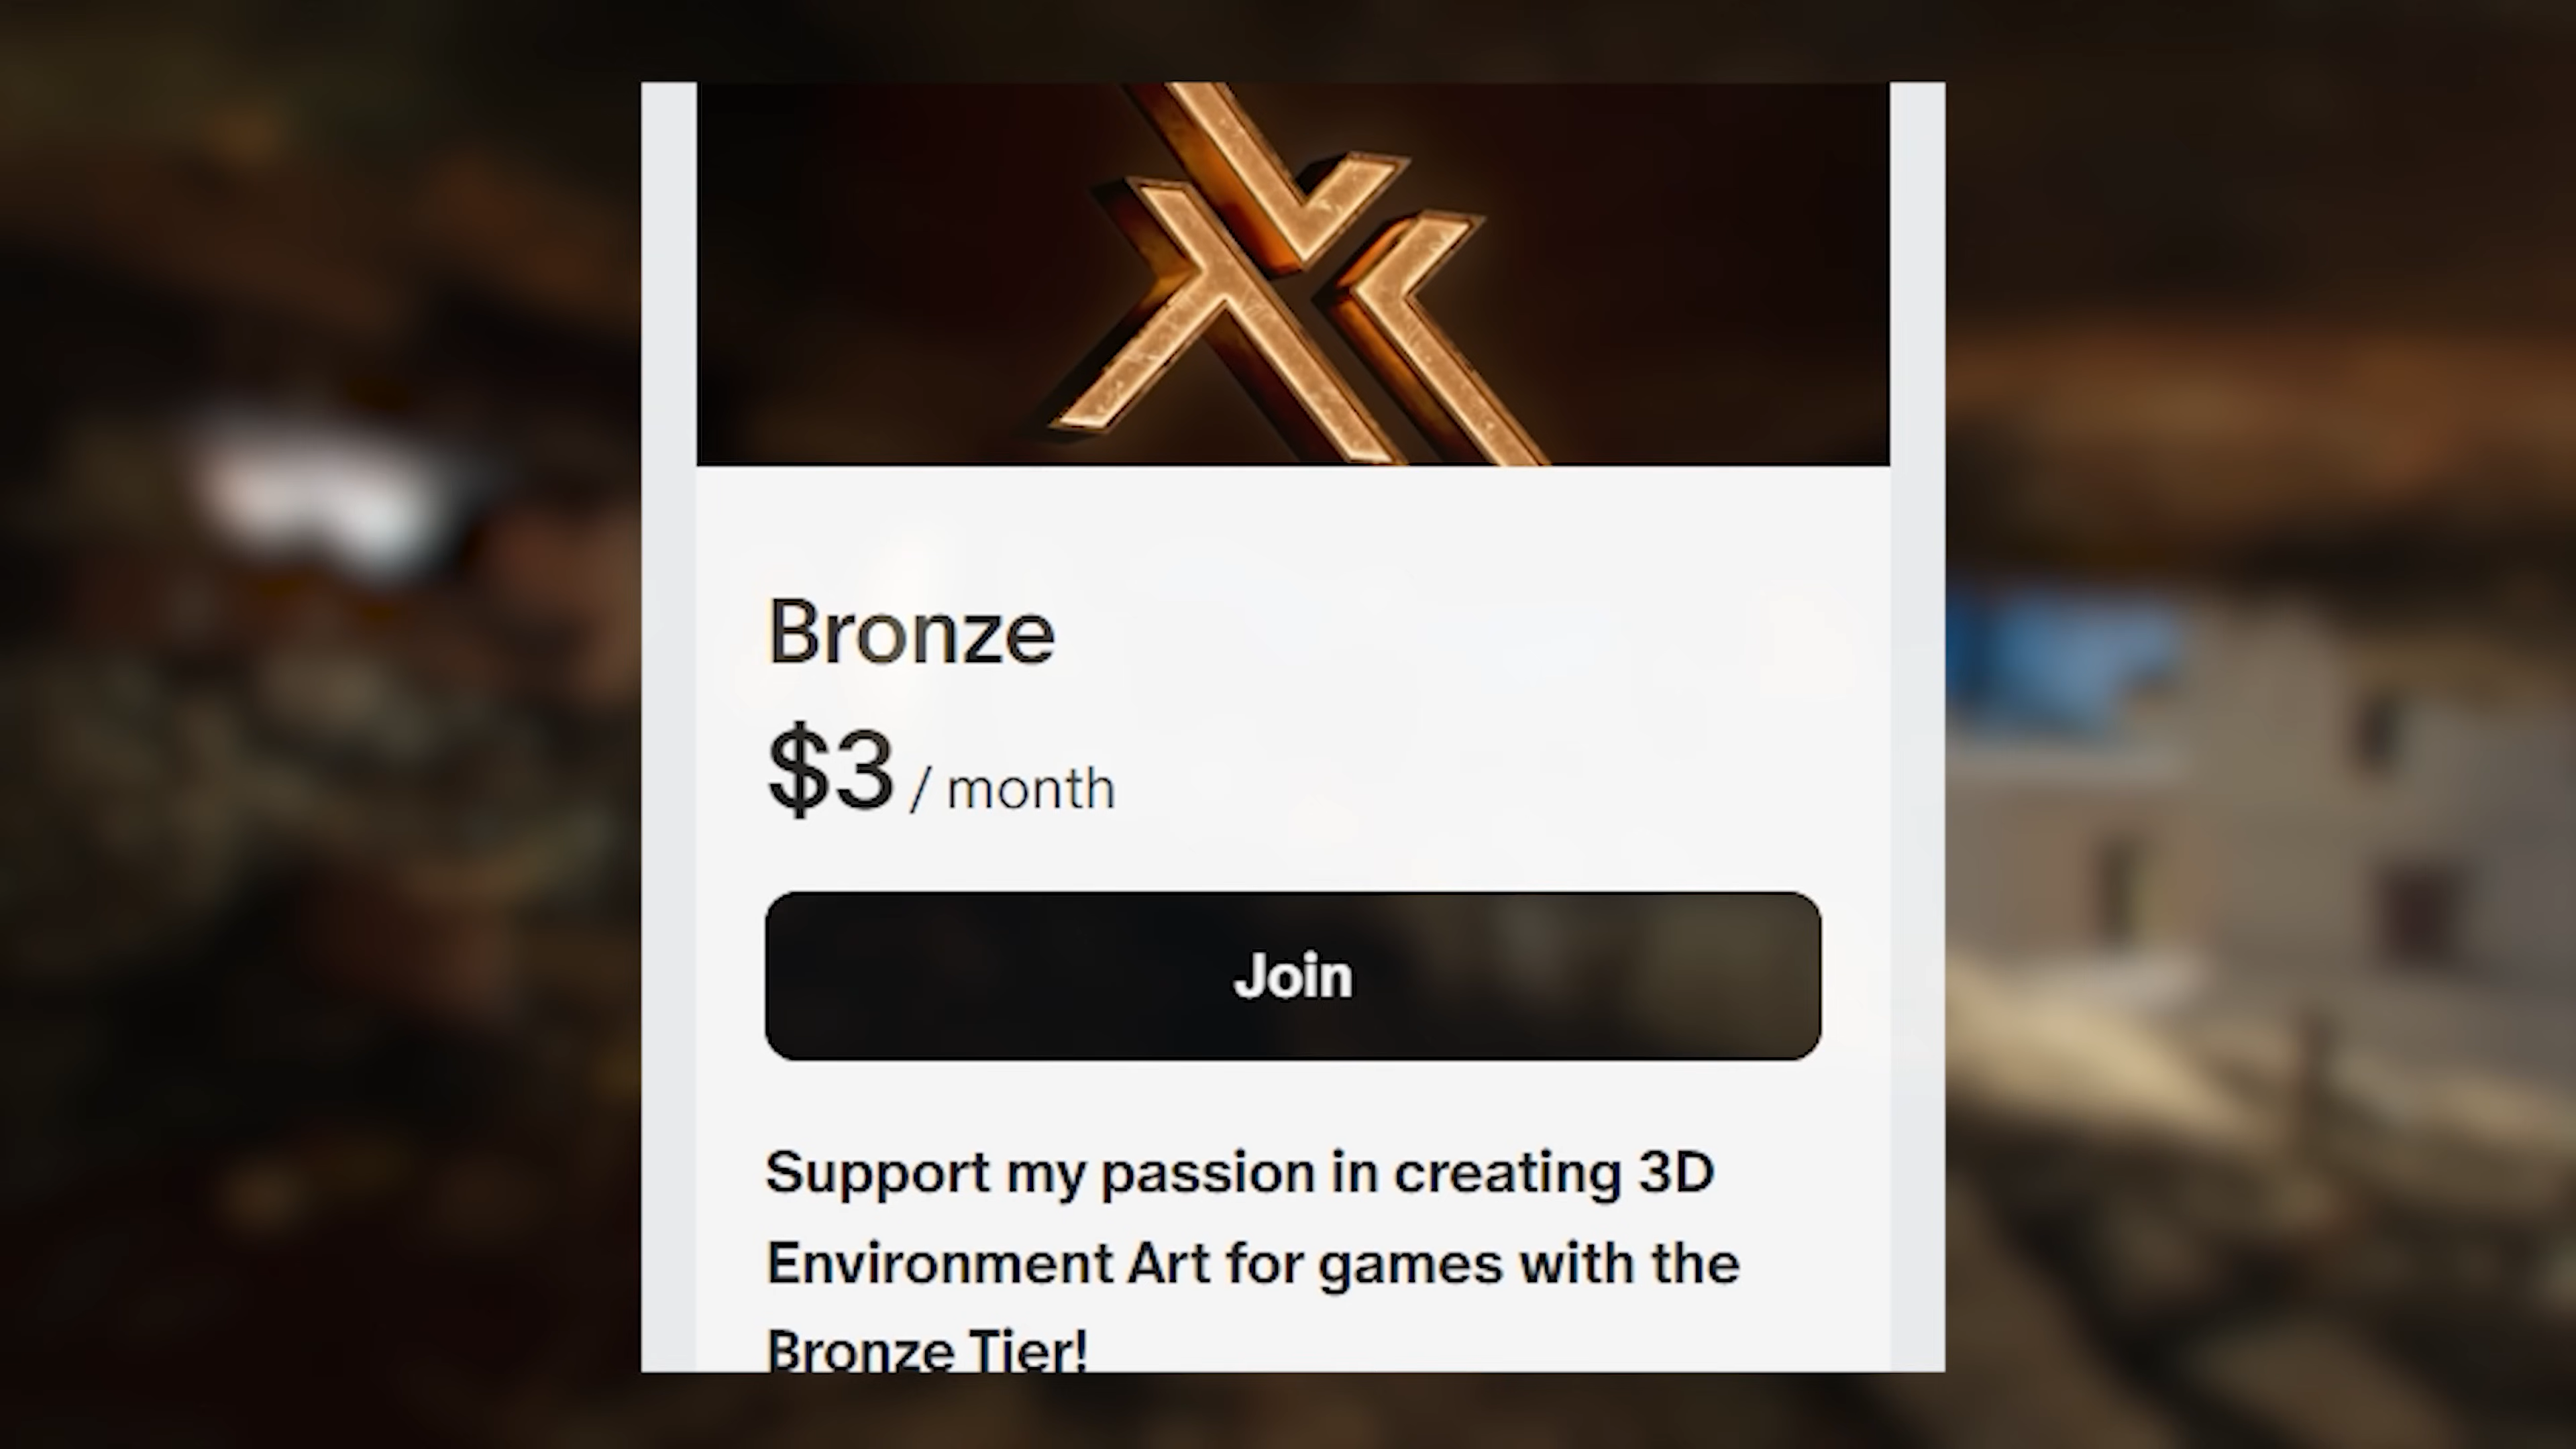 Bronze
$3 / month
Join
Support my passion in creating 3D
Environment Art for games with the
Bronze Tier!